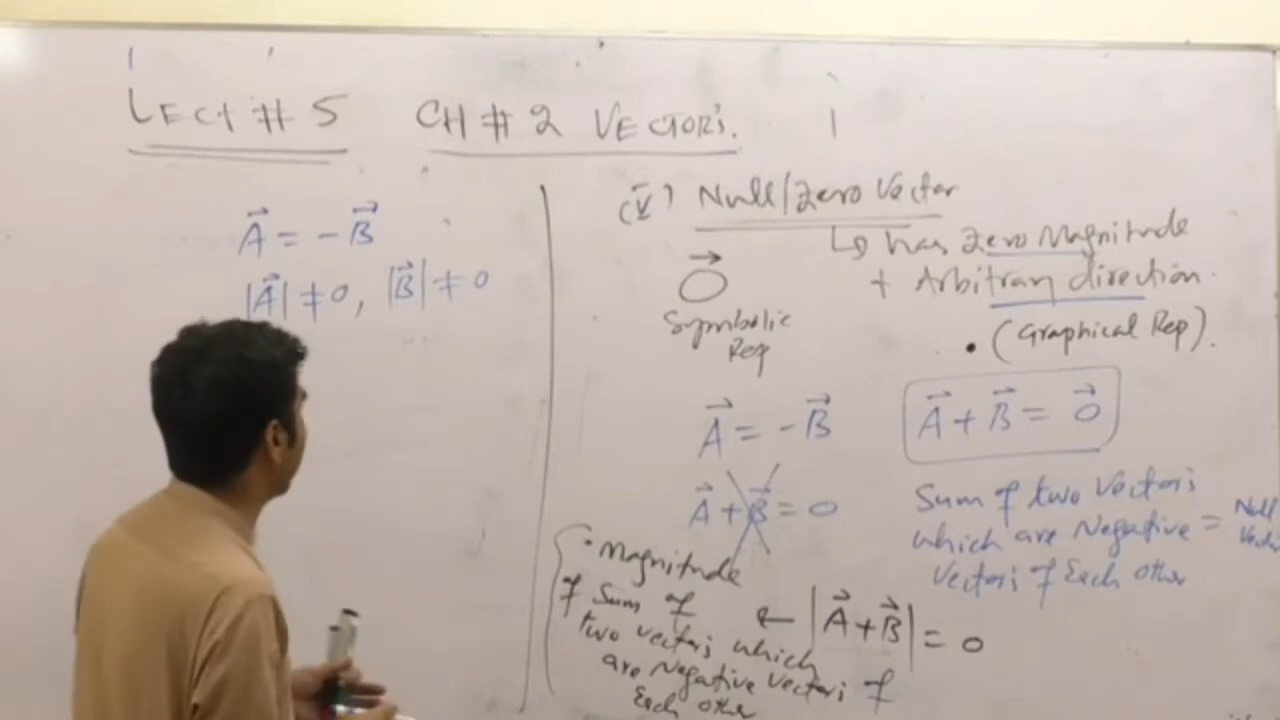 LECT # 5 CH # 2 VECTORS.
A⃗ = -B⃗
|A⃗| ≠ 0, |B⃗| ≠ 0
(v) Null/Zero Vector
↳ has Zero Magnitude
+ Arbitrary direction.
0⃗
Symbolic
Rep
• (Graphical Rep).
A⃗ = -B⃗
A⃗ + B⃗ = 0⃗
A⃗ + B⃗ = 0
Sum of two Vectors
which are Negative = Null
Vectors of Each other
• Magnitude
of Sum of
two vectors which
are Negative Vectors of
Each other
← |A⃗ + B⃗| = 0